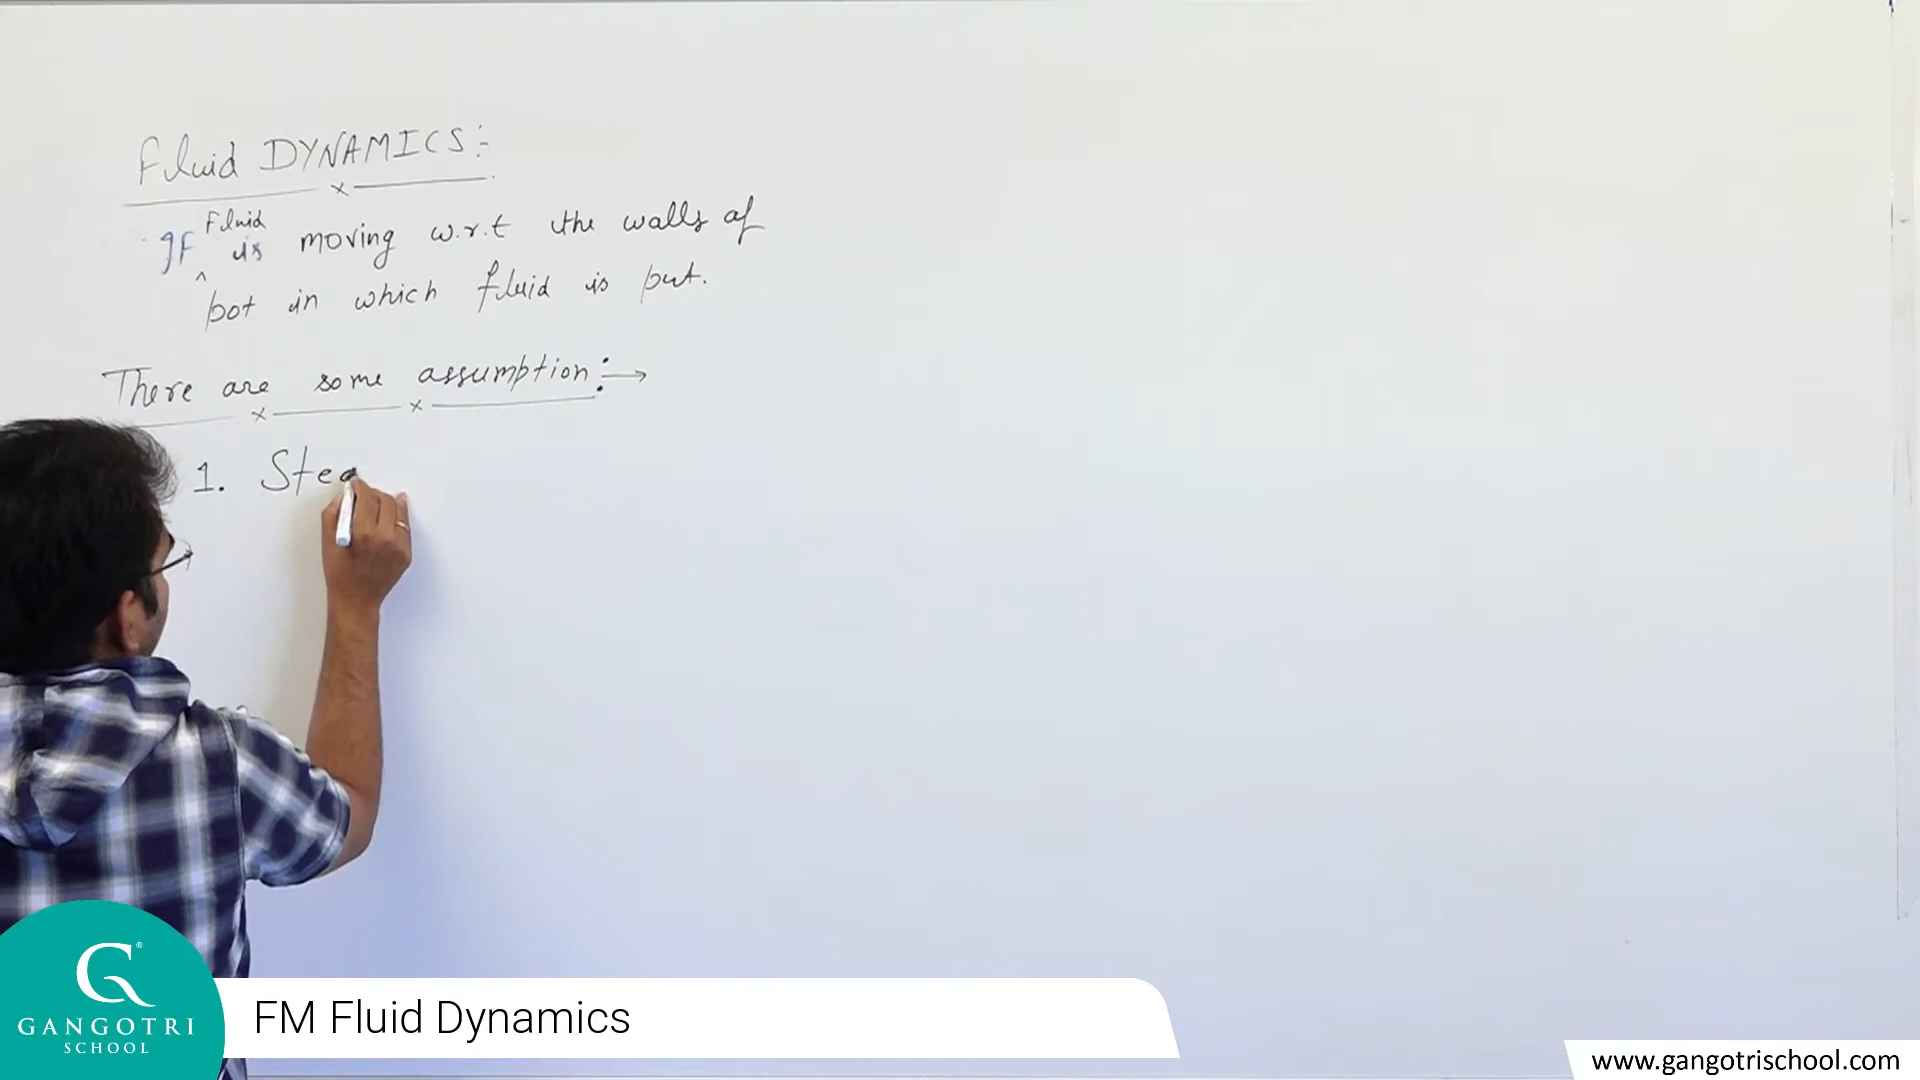 Fluid DYNAMICS:-
If Fluid is moving w.r.t the walls of
pot in which fluid is put.
There are some assumption:→
1. Stea
G®
GANGOTRI
SCHOOL
FM Fluid Dynamics
www.gangotrischool.com